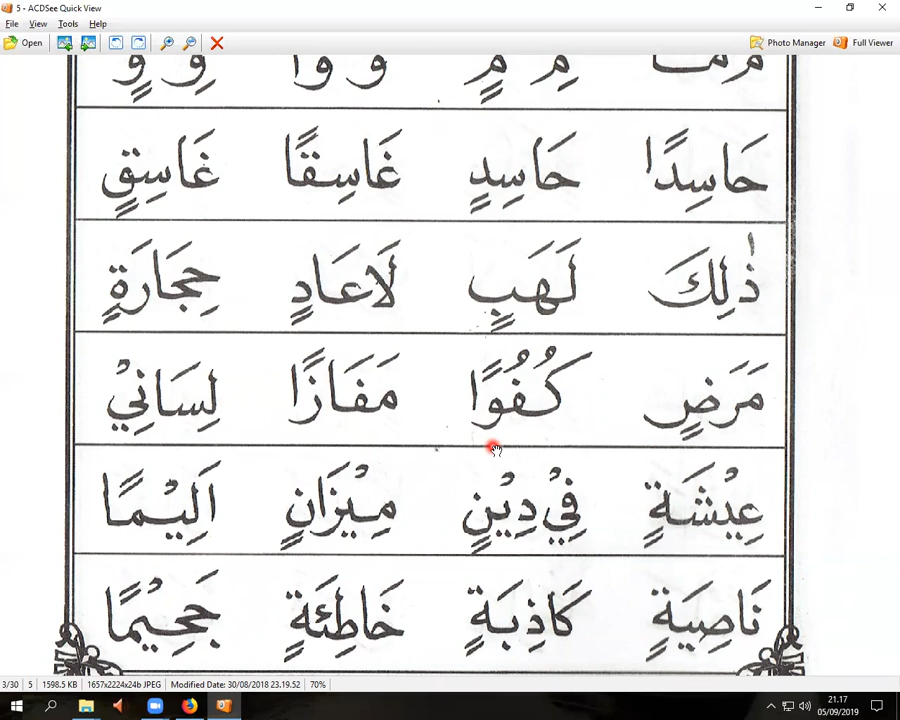 5 - ACDSee Quick View
File View Tools Help
Open Photo Manager Full Viewer
حَاسِدًا حَاسِدٍ غَاسِقًا غَاسِقٍ
ذٰلِكَ لَهَبٍ لَاعَادٍ حِجَارَةٍ
مَرَضٍ كُفُوًا مَفَازًا لِسَانِيْ
عِيْشَةٍ فِيْ دِيْنٍ مِيْزَانٍ اَلِيْمًا
نَاصِيَةٍ كَاذِبَةٍ خَاطِئَةٍ جَحِيْمًا
3/30 5 1598.5 KB 1657x2224x24b JPEG Modified Date: 30/08/2018 23.19.52 70%
21.17
05/09/2019